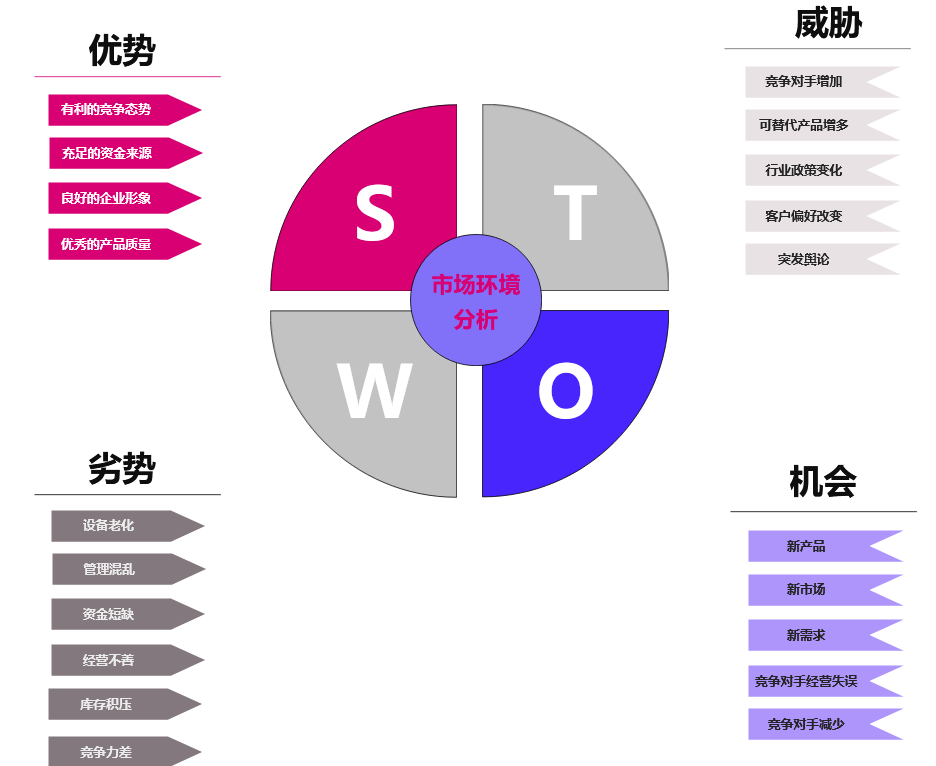 优势
有利的竞争态势
充足的资金来源
良好的企业形象
优秀的产品质量
威胁
竞争对手增加
可替代产品增多
行业政策变化
客户偏好改变
突发舆论
S
T
市场环境
分析
W
O
劣势
设备老化
管理混乱
资金短缺
经营不善
库存积压
竞争力差
机会
新产品
新市场
新需求
竞争对手经营失误
竞争对手减少